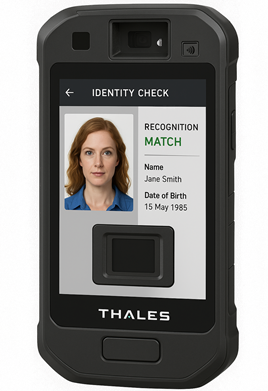 IDENTITY CHECK
RECOGNITION
MATCH
Name
Jane Smith
Date of Birth
15 May 1985
THALES